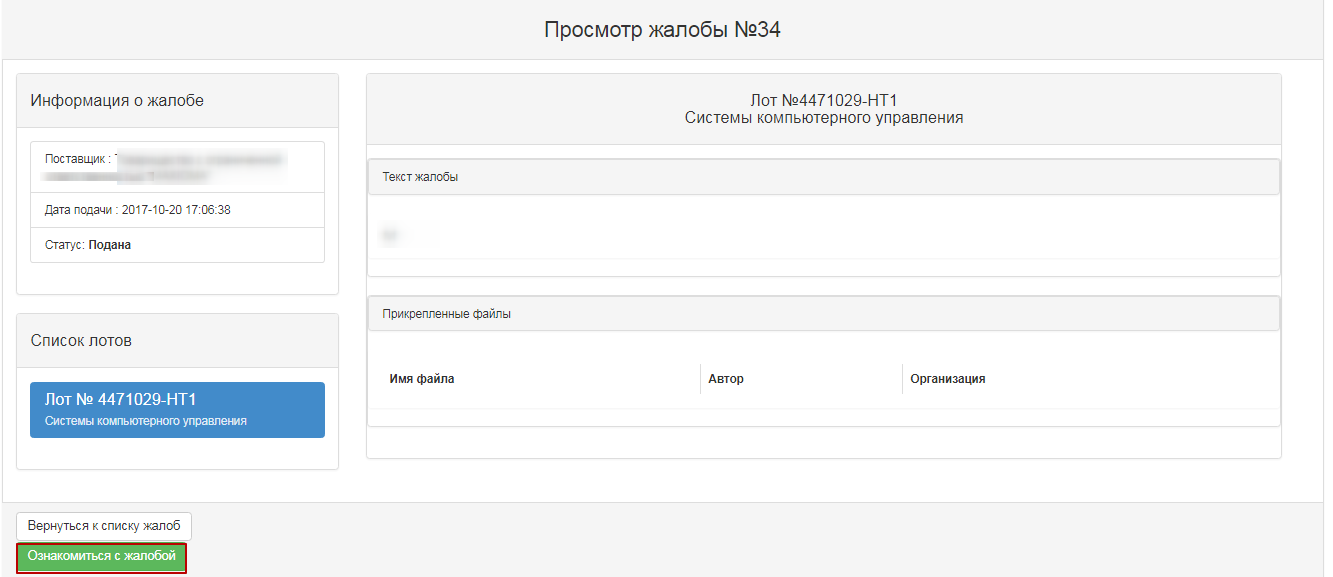 Просмотр жалобы №34
Информация о жалобе
Поставщик :
Дата подачи : 2017-10-20 17:06:38
Статус: Подана
Список лотов
Лот № 4471029-НТ1
Системы компьютерного управления
Лот №4471029-НТ1
Системы компьютерного управления
Текст жалобы
Прикрепленные файлы
Имя файла Автор Организация
Вернуться к списку жалоб
Ознакомиться с жалобой